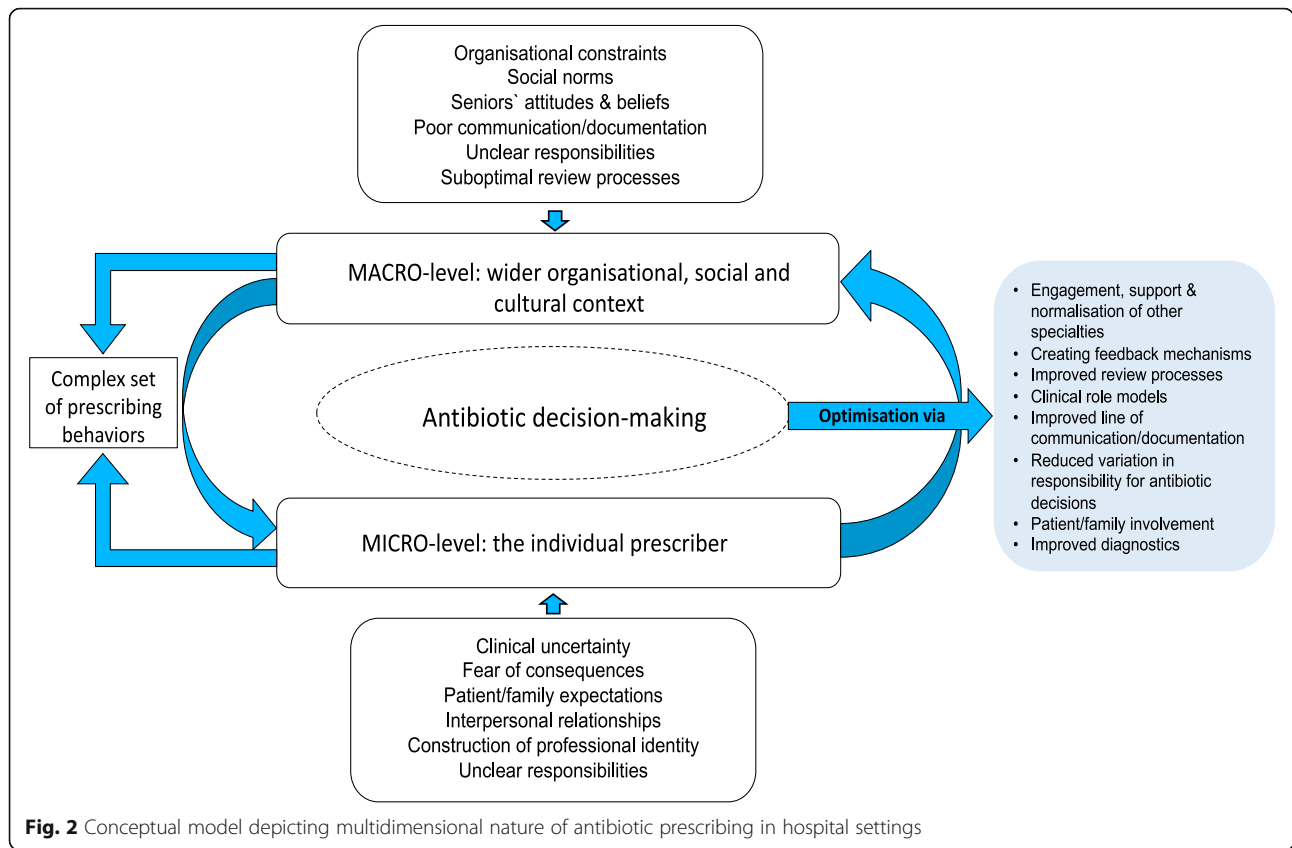 Organisational constraints
Social norms
Seniors` attitudes & beliefs
Poor communication/documentation
Unclear responsibilities
Suboptimal review processes
MACRO-level: wider organisational, social and
cultural context
Complex set
of prescribing
behaviors
Antibiotic decision-making
Optimisation via
• Engagement, support &
normalisation of other
specialties
• Creating feedback mechanisms
• Improved review processes
• Clinical role models
• Improved line of
communication/documentation
• Reduced variation in
responsibility for antibiotic
decisions
• Patient/family involvement
• Improved diagnostics
MICRO-level: the individual prescriber
Clinical uncertainty
Fear of consequences
Patient/family expectations
Interpersonal relationships
Construction of professional identity
Unclear responsibilities
Fig. 2 Conceptual model depicting multidimensional nature of antibiotic prescribing in hospital settings